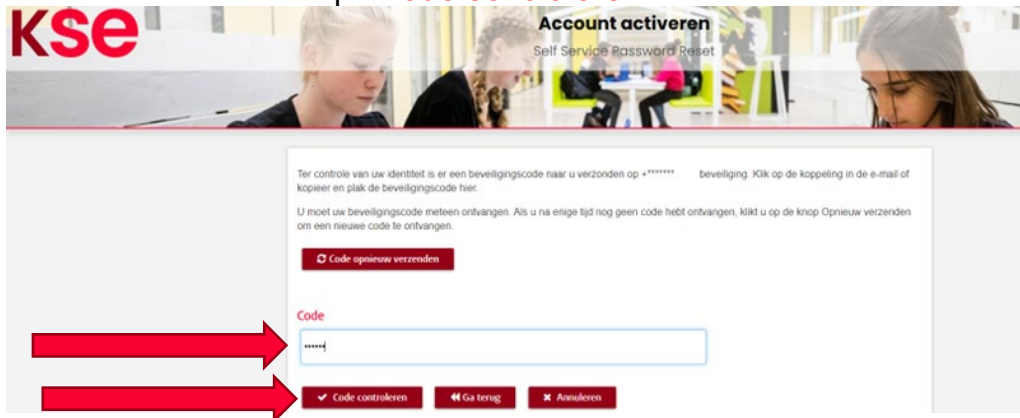 kse
Account activeren
Self Service Password Reset
Ter controle van uw identiteit is er een beveiligingscode naar u verzonden op +******* beveiliging. Klik op de koppeling in de e-mail of
kopieer en plak de beveiligingscode hier.
U moet uw beveiligingscode meteen ontvangen. Als u na enige tijd nog geen code hebt ontvangen, klikt u op de knop Opnieuw verzenden
om een nieuwe code te ontvangen.
Code opnieuw verzenden
Code
••••••
Code controleren Ga terug Annuleren